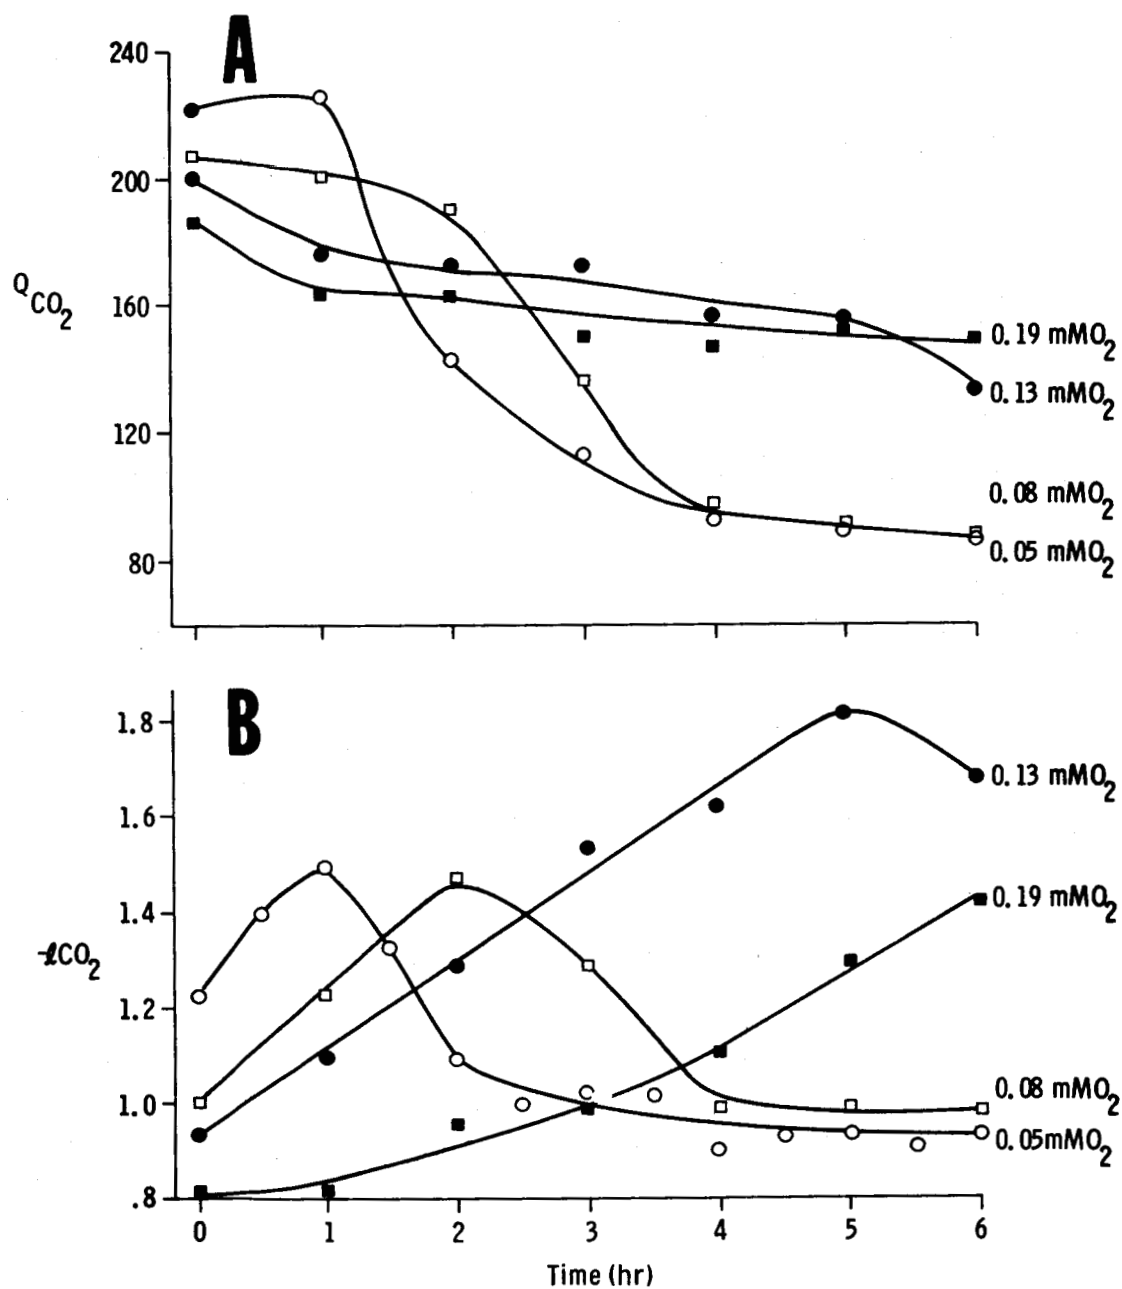 A
240
200
160
120
80
QCO2
0.19 mMO2
0.13 mMO2
0.08 mMO2
0.05 mMO2
B
1.8
1.6
1.4
1.2
1.0
.8
-ℓCO2
0.13 mMO2
0.19 mMO2
0.08 mMO2
0.05mMO2
0 1 2 3 4 5 6
Time (hr)